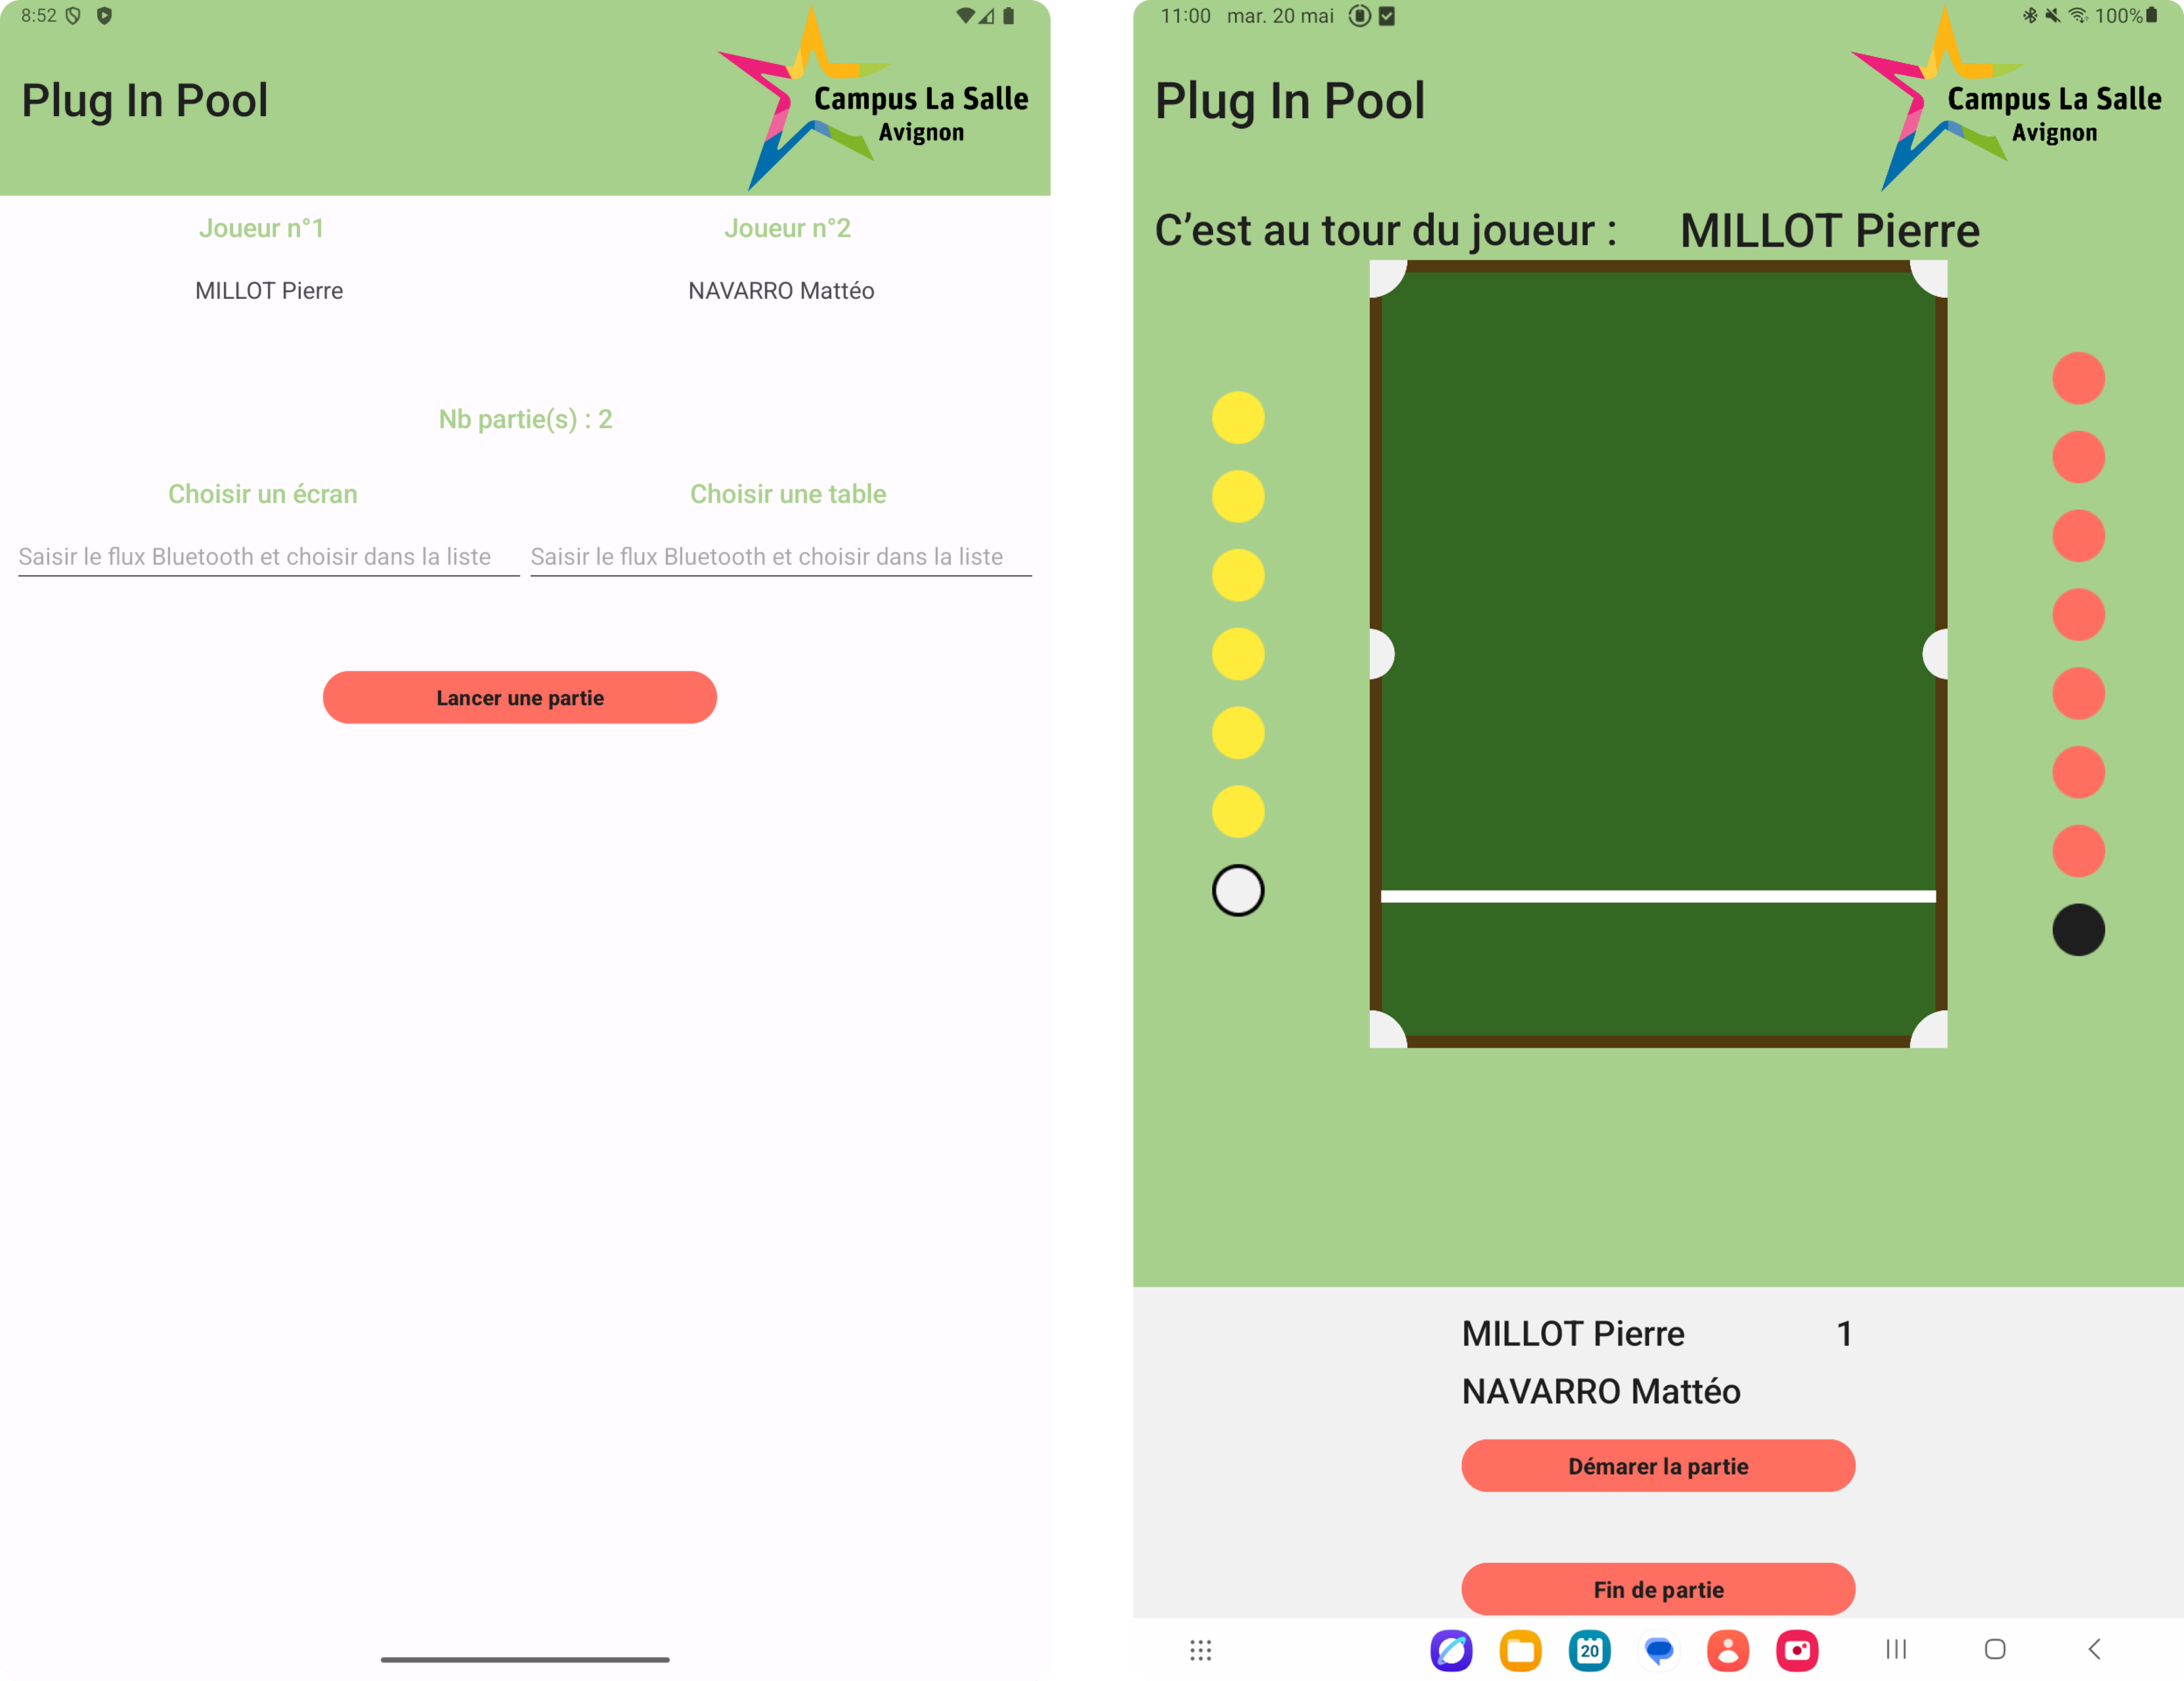 8:52
Plug In Pool
Campus La Salle
Avignon
Joueur n°1
Joueur n°2
MILLOT Pierre
NAVARRO Mattéo
Nb partie(s) : 2
Choisir un écran
Choisir une table
Saisir le flux Bluetooth et choisir dans la liste
Saisir le flux Bluetooth et choisir dans la liste
Lancer une partie
11:00 mar. 20 mai
100%
Plug In Pool
Campus La Salle
Avignon
C’est au tour du joueur : MILLOT Pierre
MILLOT Pierre 1
NAVARRO Mattéo
Démarer la partie
Fin de partie
20